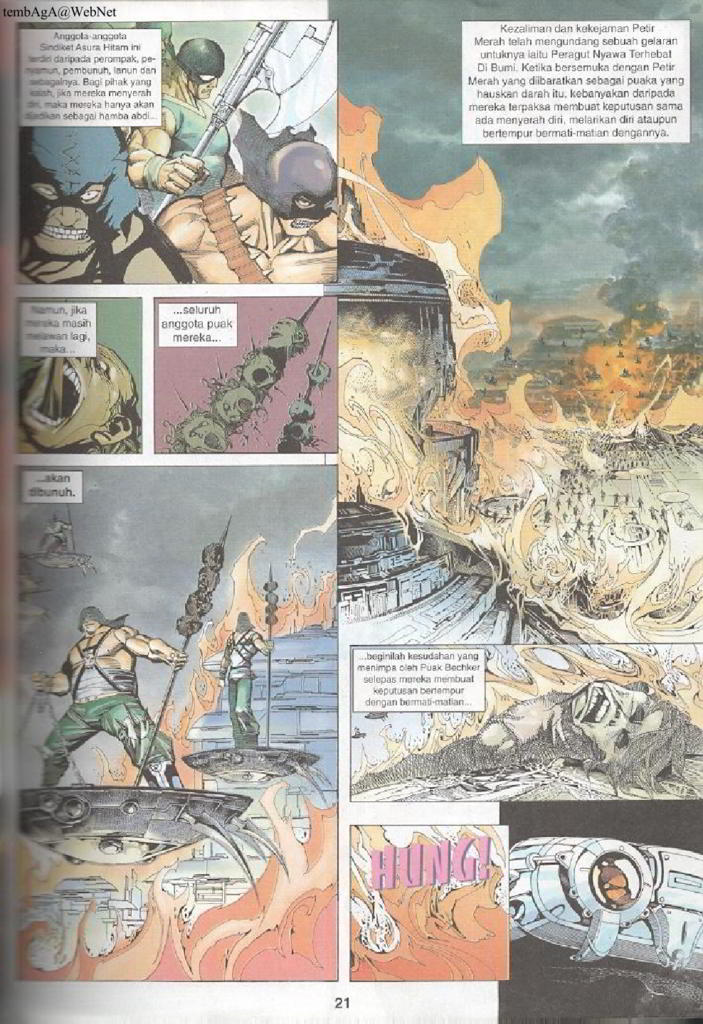 tembAgA@WebNet
Anggota-anggota
Sindiket Asura Hitam ini
terdiri daripada perompak, pe-
nyamun, pembunuh, lanun dan
sebagainya. Bagi pihak yang
kalah, jika mereka menyerah
diri, maka mereka hanya akan
dijadikan sebagai hamba abdi...
Namun, jika
mereka masih
melawan lagi,
maka...
...seluruh
anggota puak
mereka...
...akan
dibunuh.
Kezaliman dan kekejaman Petir
Merah telah mengundang sebuah gelaran
untuknya iaitu Peragut Nyawa Terhebat
Di Bumi. Ketika bersemuka dengan Petir
Merah yang diibaratkan sebagai puaka yang
hauskan darah itu, kebanyakan daripada
mereka terpaksa membuat keputusan sama
ada menyerah diri, melarikan diri ataupun
bertempur bermati-matian dengannya.
...beginilah kesudahan yang
menimpa oleh Puak Bechker
selepas mereka membuat
keputusan bertempur
dengan bermati-matian...
HUNG!
21